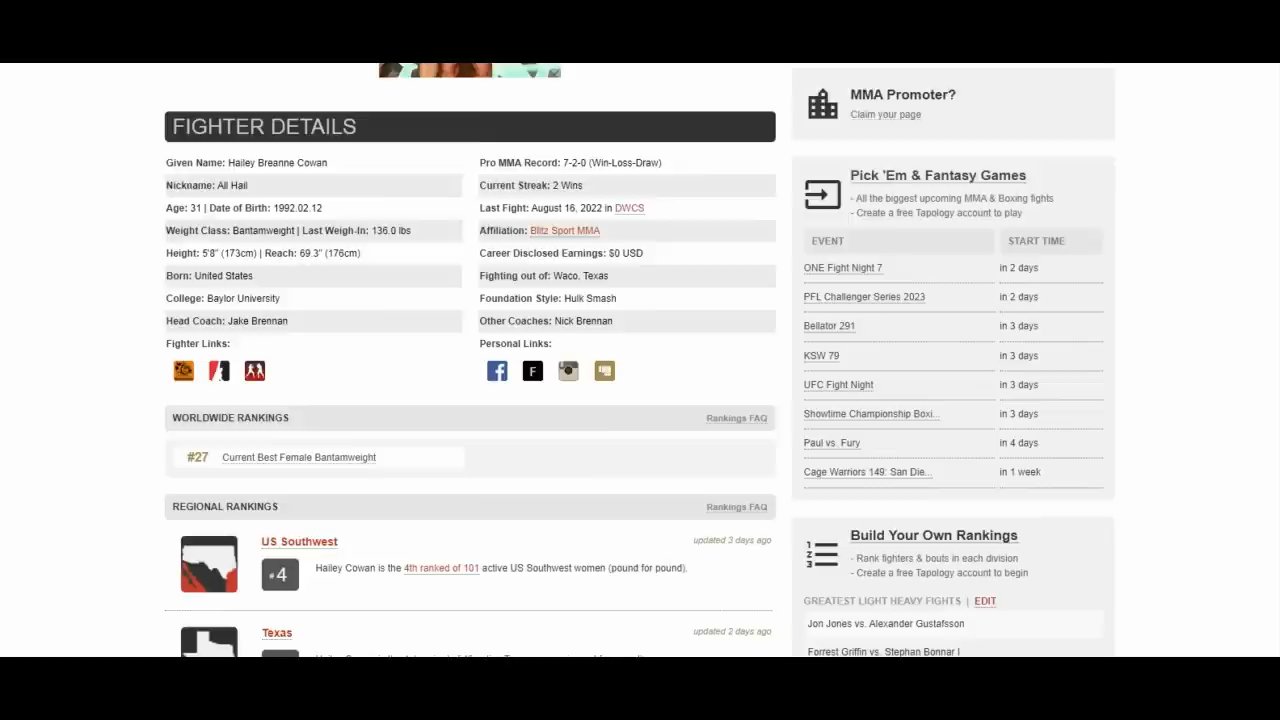 FIGHTER DETAILS
Given Name: Hailey Breanne Cowan
Nickname: All Hail
Age: 31 | Date of Birth: 1992.02.12
Weight Class: Bantamweight | Last Weigh-In: 136.0 lbs
Height: 5'8" (173cm) | Reach: 69.3" (176cm)
Born: United States
College: Baylor University
Head Coach: Jake Brennan
Fighter Links:
Pro MMA Record: 7-2-0 (Win-Loss-Draw)
Current Streak: 2 Wins
Last Fight: August 16, 2022 in DWCS
Affiliation: Blitz Sport MMA
Career Disclosed Earnings: $0 USD
Fighting out of: Waco, Texas
Foundation Style: Hulk Smash
Other Coaches: Nick Brennan
Personal Links:
F
WORLDWIDE RANKINGS
Rankings FAQ
#27 Current Best Female Bantamweight
REGIONAL RANKINGS
Rankings FAQ
US Southwest
updated 3 days ago
#4
Hailey Cowan is the 4th ranked of 101 active US Southwest women (pound for pound).
Texas
updated 2 days ago
MMA Promoter?
Claim your page
Pick 'Em & Fantasy Games
- All the biggest upcoming MMA & Boxing fights
- Create a free Tapology account to play
EVENT START TIME
ONE Fight Night 7 in 2 days
PFL Challenger Series 2023 in 2 days
Bellator 291 in 3 days
KSW 79 in 3 days
UFC Fight Night in 3 days
Showtime Championship Boxi... in 3 days
Paul vs. Fury in 4 days
Cage Warriors 149: San Die... in 1 week
Build Your Own Rankings
- Rank fighters & bouts in each division
- Create a free Tapology account to begin
GREATEST LIGHT HEAVY FIGHTS | EDIT
Jon Jones vs. Alexander Gustafsson
Forrest Griffin vs. Stephan Bonnar I